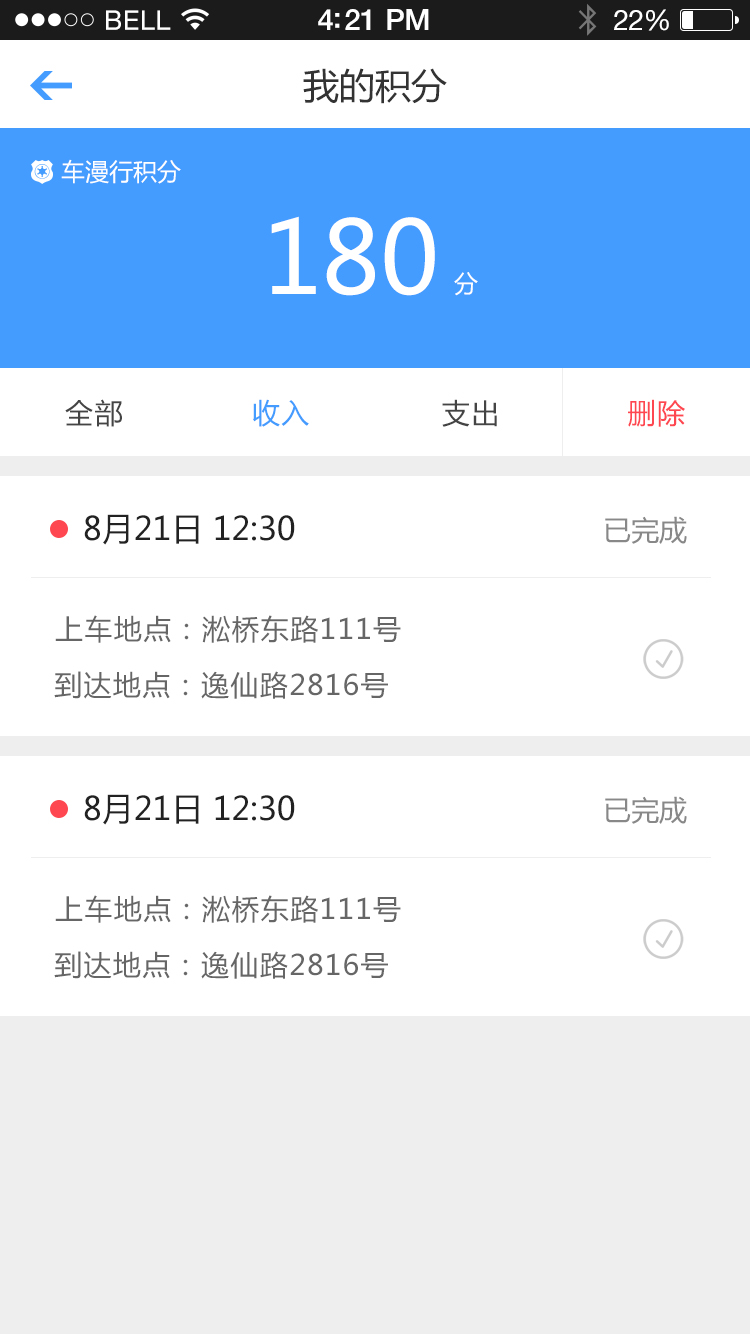 BELL 4:21 PM 22%
我的积分
车漫行积分
180 分
全部 收入 支出 删除
8月21日 12:30 已完成
上车地点：淞桥东路111号
到达地点：逸仙路2816号
8月21日 12:30 已完成
上车地点：淞桥东路111号
到达地点：逸仙路2816号